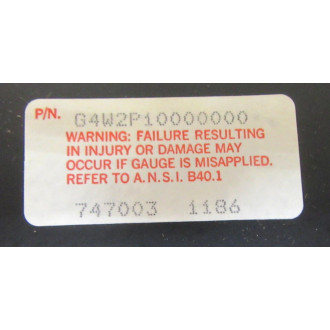 P/N. G4W2P10000000
WARNING: FAILURE RESULTING
IN INJURY OR DAMAGE MAY
OCCUR IF GAUGE IS MISAPPLIED.
REFER TO A.N.S.I. B40.1
747003 1186